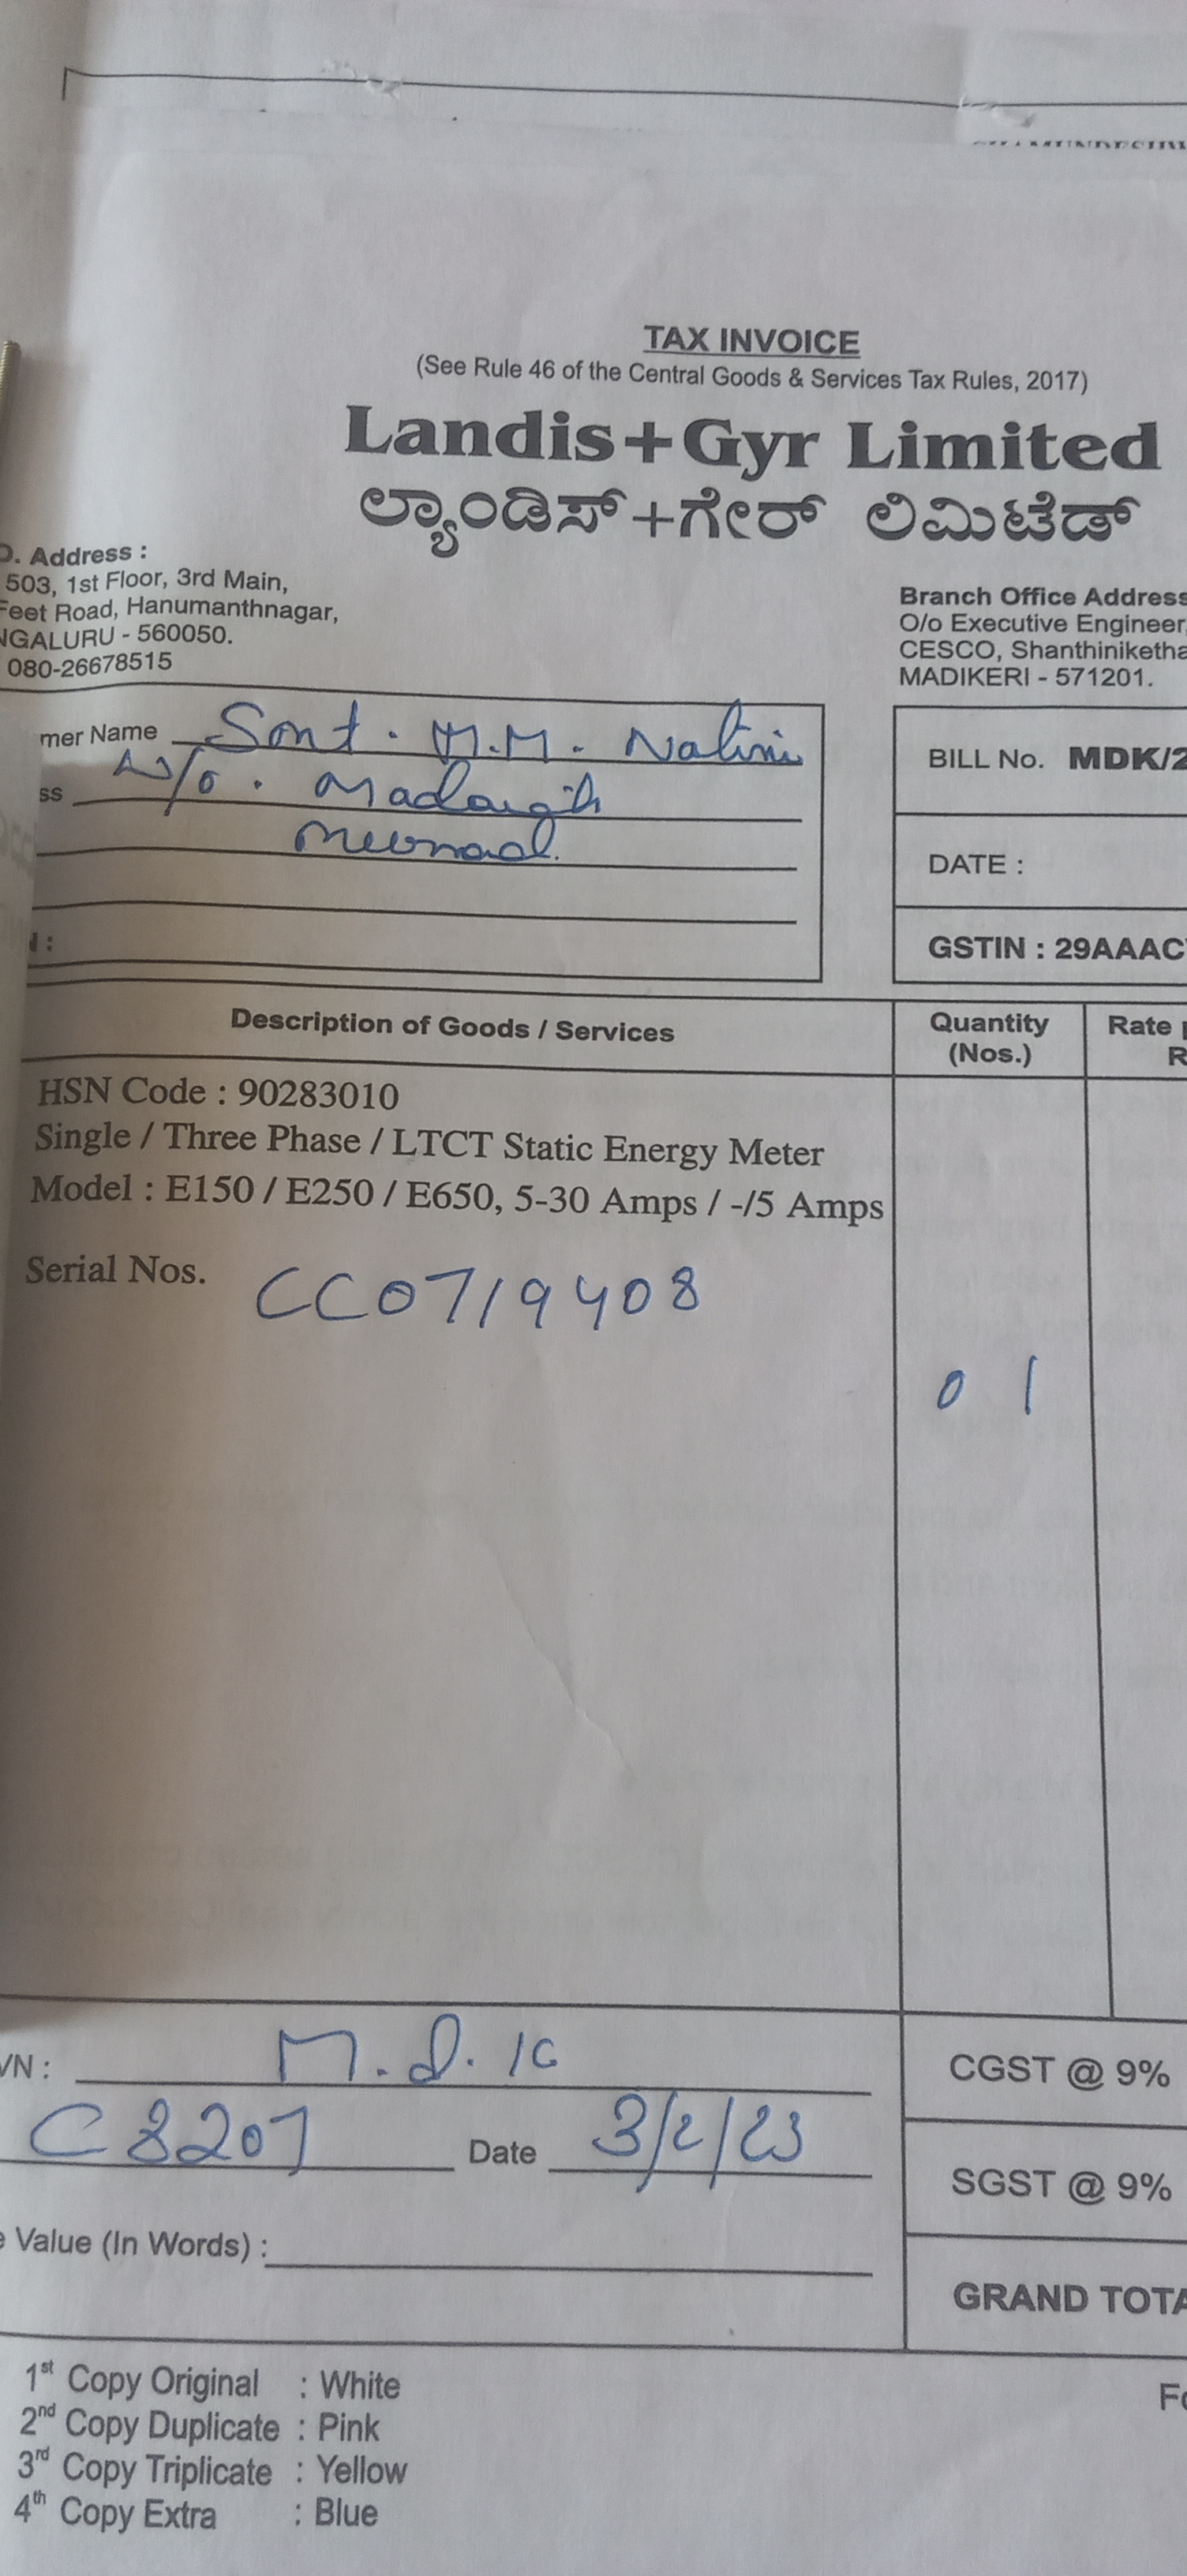 TAX INVOICE
(See Rule 46 of the Central Goods & Services Tax Rules, 2017)
Landis+Gyr Limited
ಲ್ಯಾಂಡಿಸ್+ಗೇರ್ ಲಿಮಿಟೆಡ್
O. Address :
503, 1st Floor, 3rd Main,
Feet Road, Hanumanthnagar,
NGALURU - 560050.
080-26678515
Branch Office Address
O/o Executive Engineer,
CESCO, Shanthiniketha
MADIKERI - 571201.
mer Name Smt. M.M. Nalini
ss W/o.
BILL No. MDK/2
DATE :
GSTIN : 29AAAC
Description of Goods / Services
Quantity
(Nos.)
Rate
R
HSN Code : 90283010
Single / Three Phase / LTCT Static Energy Meter
Model : E150 / E250 / E650, 5-30 Amps / -/5 Amps
Serial Nos. CC0719408
01
VN : M.D.K
C8207 Date 3/2/23
CGST @ 9%
SGST @ 9%
Value (In Words) :
GRAND TOTA
1st Copy Original : White
2nd Copy Duplicate : Pink
3rd Copy Triplicate : Yellow
4th Copy Extra : Blue
Fo